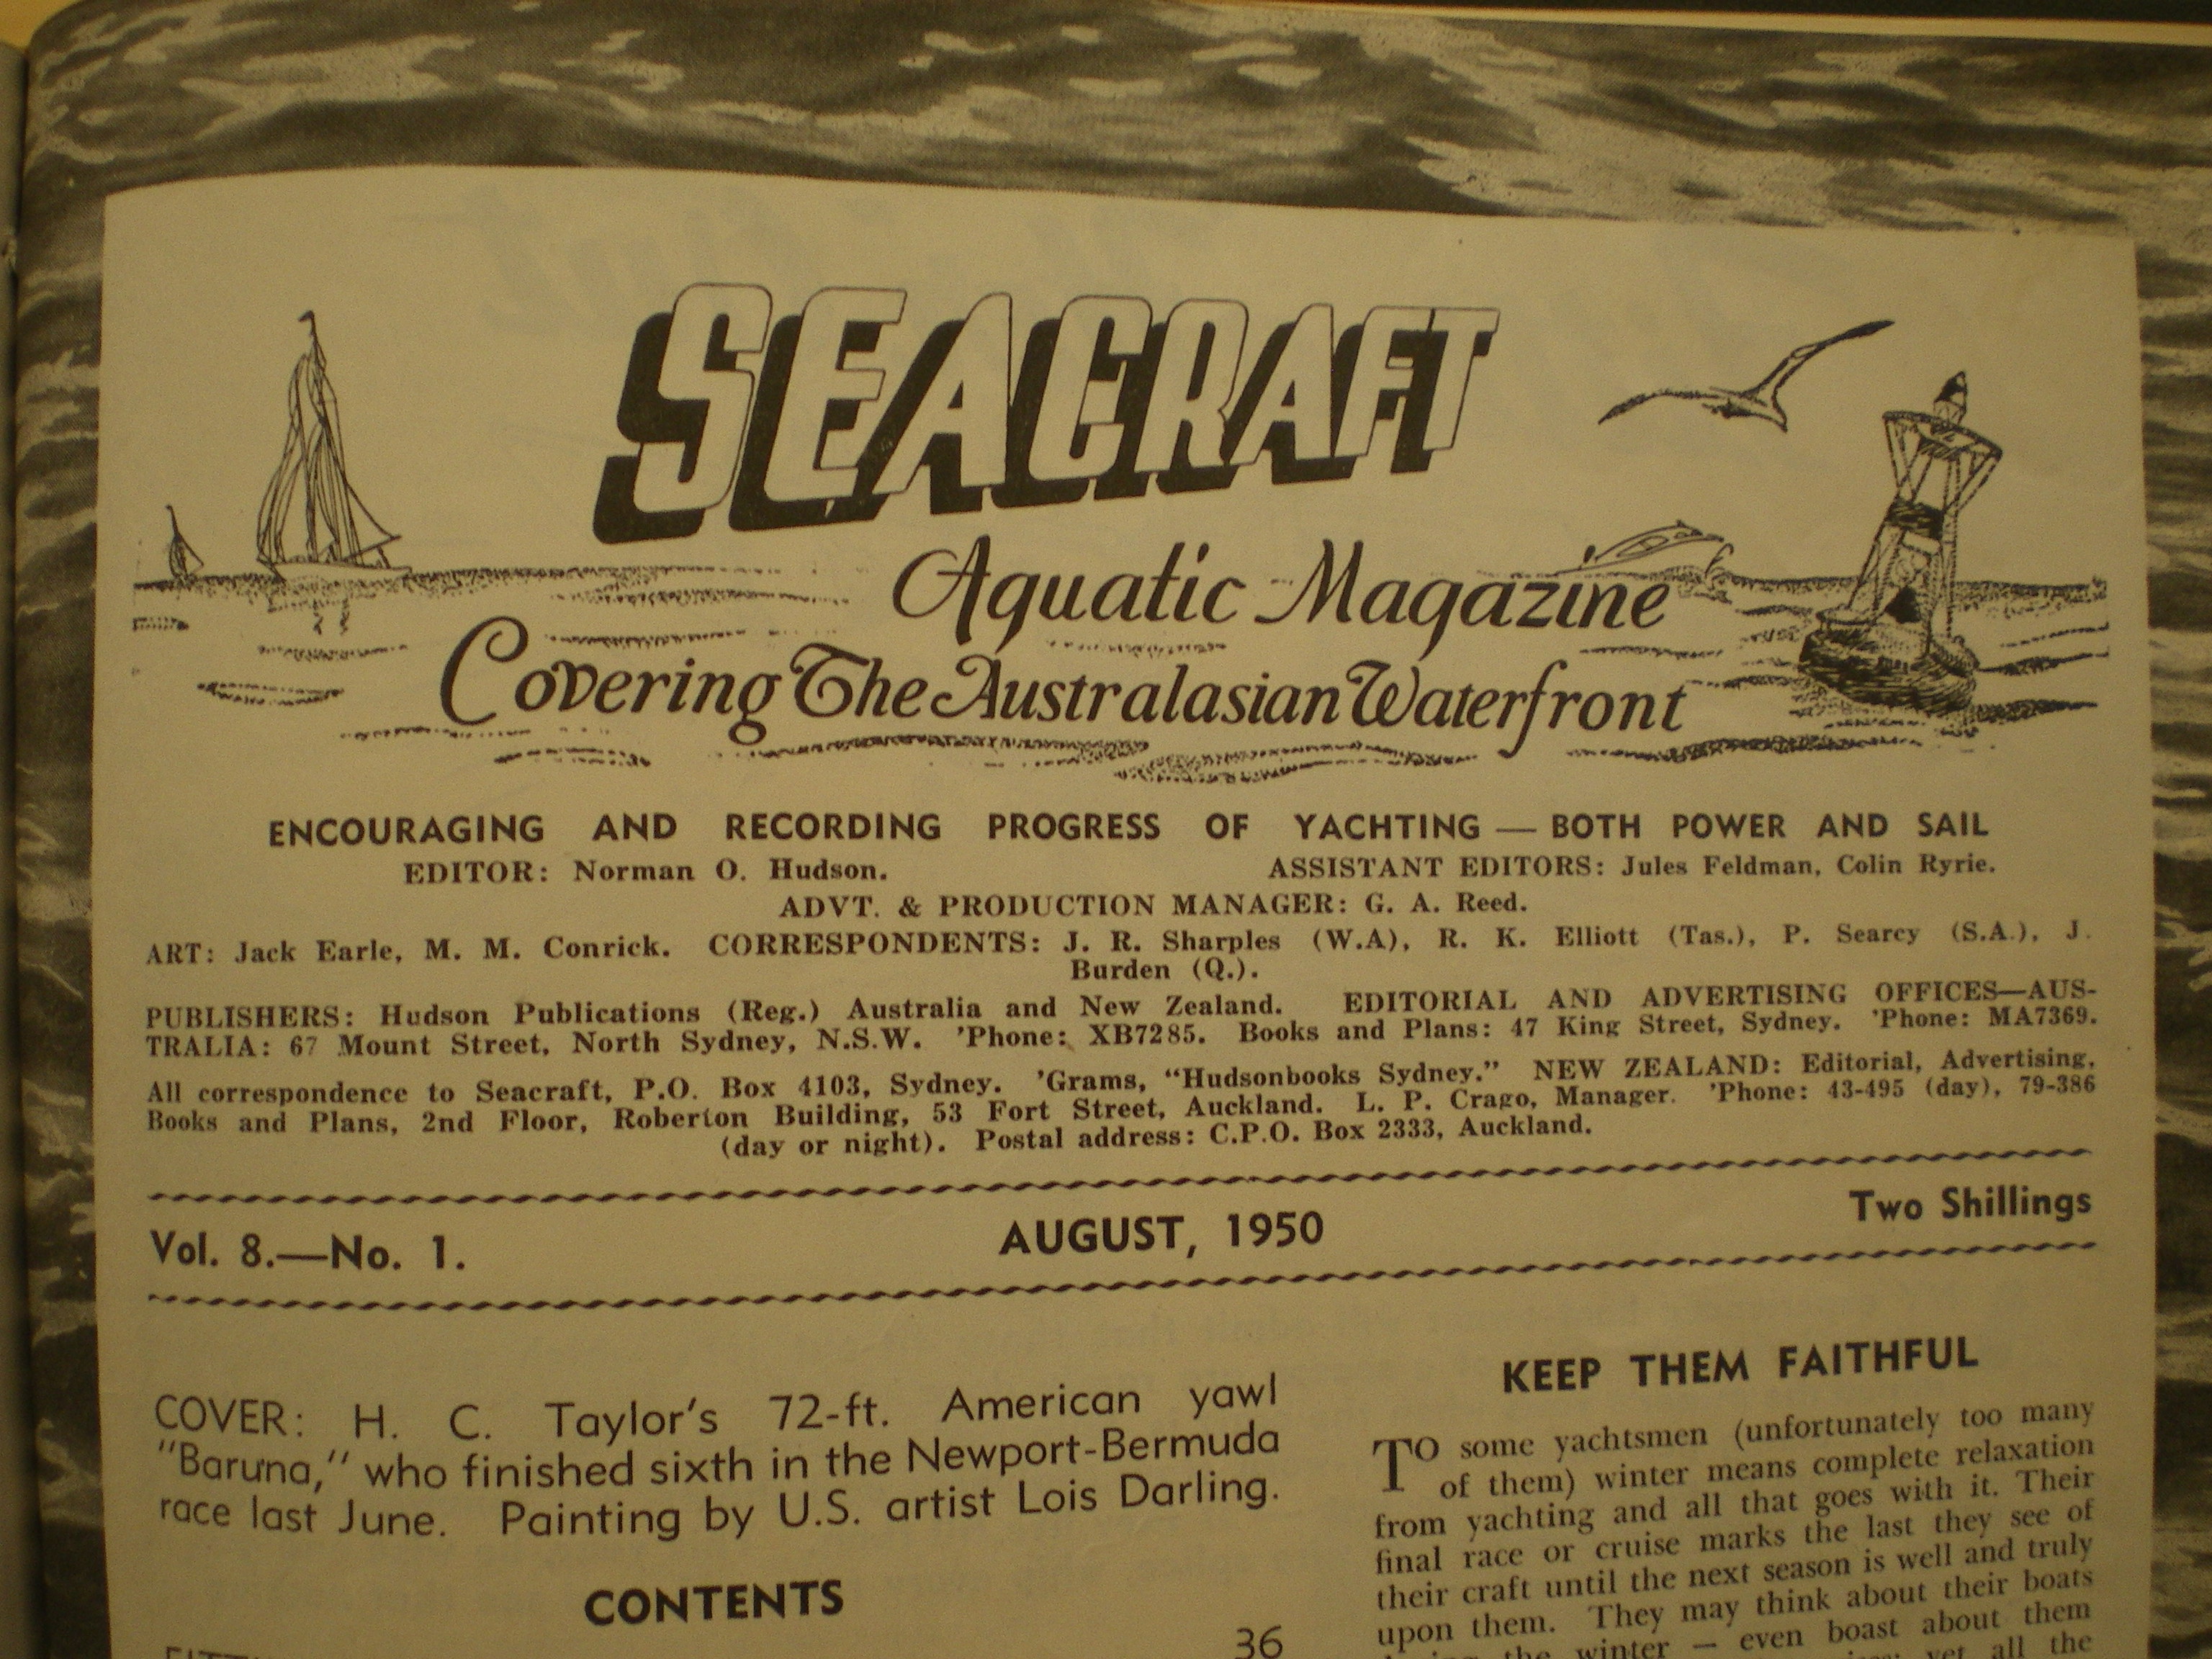 SEACRAFT
Aquatic Magazine
Covering The Australasian Waterfront
ENCOURAGING AND RECORDING PROGRESS OF YACHTING — BOTH POWER AND SAIL
EDITOR: Norman O. Hudson. ASSISTANT EDITORS: Jules Feldman, Colin Ryrie.
ADVT. & PRODUCTION MANAGER: G. A. Reed.
ART: Jack Earle, M. M. Conrick. CORRESPONDENTS: J. R. Sharples (W.A), R. K. Elliott (Tas.), P. Searcy (S.A.), J.
Burden (Q.).
PUBLISHERS: Hudson Publications (Reg.) Australia and New Zealand. EDITORIAL AND ADVERTISING OFFICES—AUS-
TRALIA: 67 Mount Street, North Sydney, N.S.W. 'Phone: XB7285. Books and Plans: 47 King Street, Sydney. 'Phone: MA7369.
All correspondence to Seacraft, P.O. Box 4103, Sydney. 'Grams, "Hudsonbooks Sydney." NEW ZEALAND: Editorial, Advertising,
Books and Plans, 2nd Floor, Roberton Building, 53 Fort Street, Auckland. L. P. Crago, Manager. 'Phone: 43-495 (day), 79-386
(day or night). Postal address: C.P.O. Box 2333, Auckland.
Vol. 8.—No. 1. AUGUST, 1950 Two Shillings
COVER: H. C. Taylor's 72-ft. American yawl
"Baruna," who finished sixth in the Newport-Bermuda
race last June. Painting by U.S. artist Lois Darling.
CONTENTS
36
KEEP THEM FAITHFUL
TO some yachtsmen (unfortunately too many
of them) winter means complete relaxation
from yachting and all that goes with it. Their
final race or cruise marks the last they see of
their craft until the next season is well and truly
upon them. They may think about their boats
the winter — even boast about them
yet all the